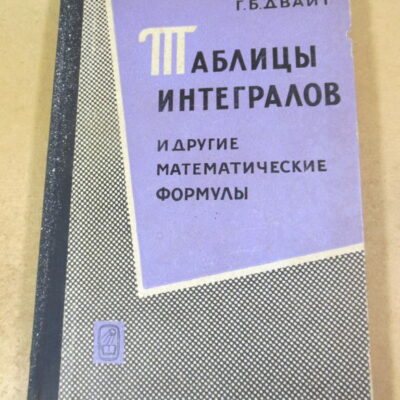 Г.Б.ДВАЙТ
ТАБЛИЦЫ
ИНТЕГРАЛОВ
И ДРУГИЕ
МАТЕМАТИЧЕСКИЕ
ФОРМУЛЫ